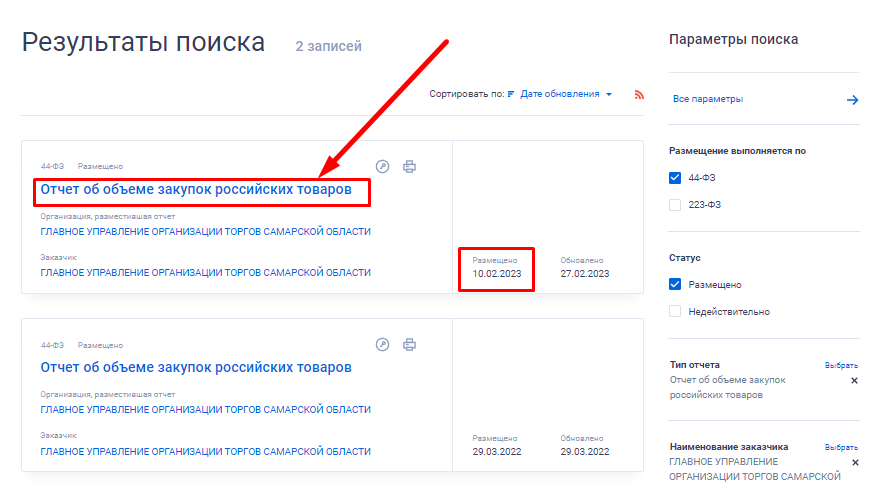 Результаты поиска 2 записей
Сортировать по: Дате обновления
44-ФЗ Размещено
Отчет об объеме закупок российских товаров
Организация, разместившая отчет
ГЛАВНОЕ УПРАВЛЕНИЕ ОРГАНИЗАЦИИ ТОРГОВ САМАРСКОЙ ОБЛАСТИ
Заказчик
ГЛАВНОЕ УПРАВЛЕНИЕ ОРГАНИЗАЦИИ ТОРГОВ САМАРСКОЙ ОБЛАСТИ
Размещено Обновлено
10.02.2023 27.02.2023
44-ФЗ Размещено
Отчет об объеме закупок российских товаров
Организация, разместившая отчет
ГЛАВНОЕ УПРАВЛЕНИЕ ОРГАНИЗАЦИИ ТОРГОВ САМАРСКОЙ ОБЛАСТИ
Заказчик
ГЛАВНОЕ УПРАВЛЕНИЕ ОРГАНИЗАЦИИ ТОРГОВ САМАРСКОЙ ОБЛАСТИ
Размещено Обновлено
29.03.2022 29.03.2022
Параметры поиска
Все параметры
Размещение выполняется по
44-ФЗ
223-ФЗ
Статус
Размещено
Недействительно
Тип отчета Выбрать
Отчет об объеме закупок
российских товаров
Наименование заказчика Выбрать
ГЛАВНОЕ УПРАВЛЕНИЕ
ОРГАНИЗАЦИИ ТОРГОВ САМАРСКОЙ